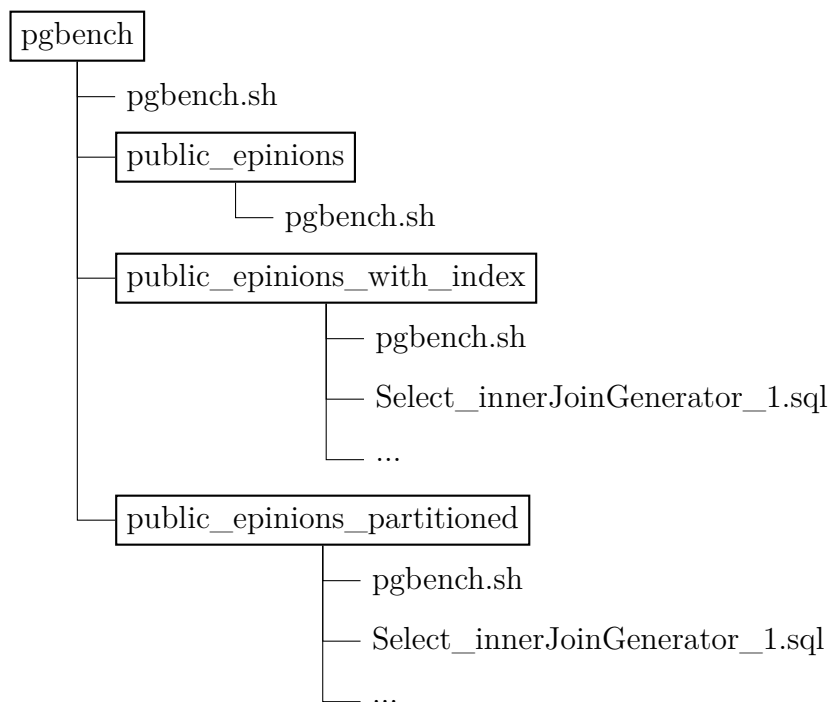 pgbench
pgbench.sh
public_epinions
pgbench.sh
public_epinions_with_index
pgbench.sh
Select_innerJoinGenerator_1.sql
...
public_epinions_partitioned
pgbench.sh
Select_innerJoinGenerator_1.sql
...